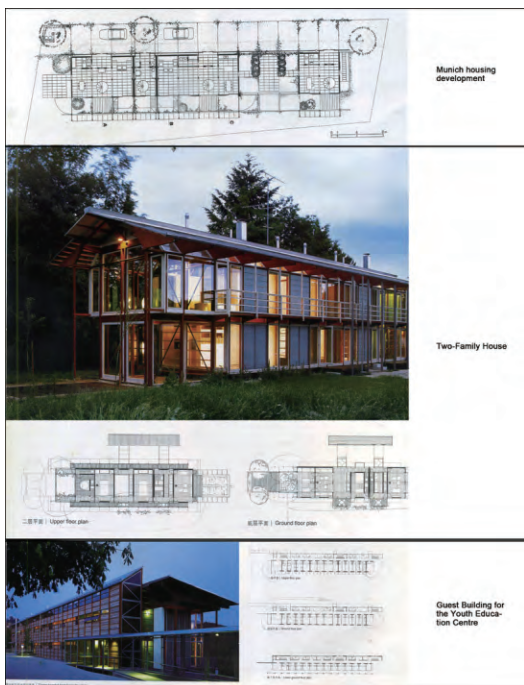 Munich housing
development
Two-Family House
二层平面 | Upper floor plan
底层平面 | Ground floor plan
Guest Building for
the Youth Educa-
tion Centre